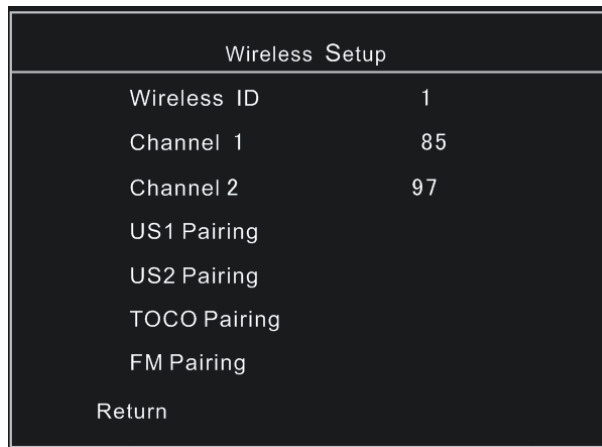 Wireless Setup
Wireless ID 1
Channel 1 85
Channel 2 97
US1 Pairing
US2 Pairing
TOCO Pairing
FM Pairing
Return